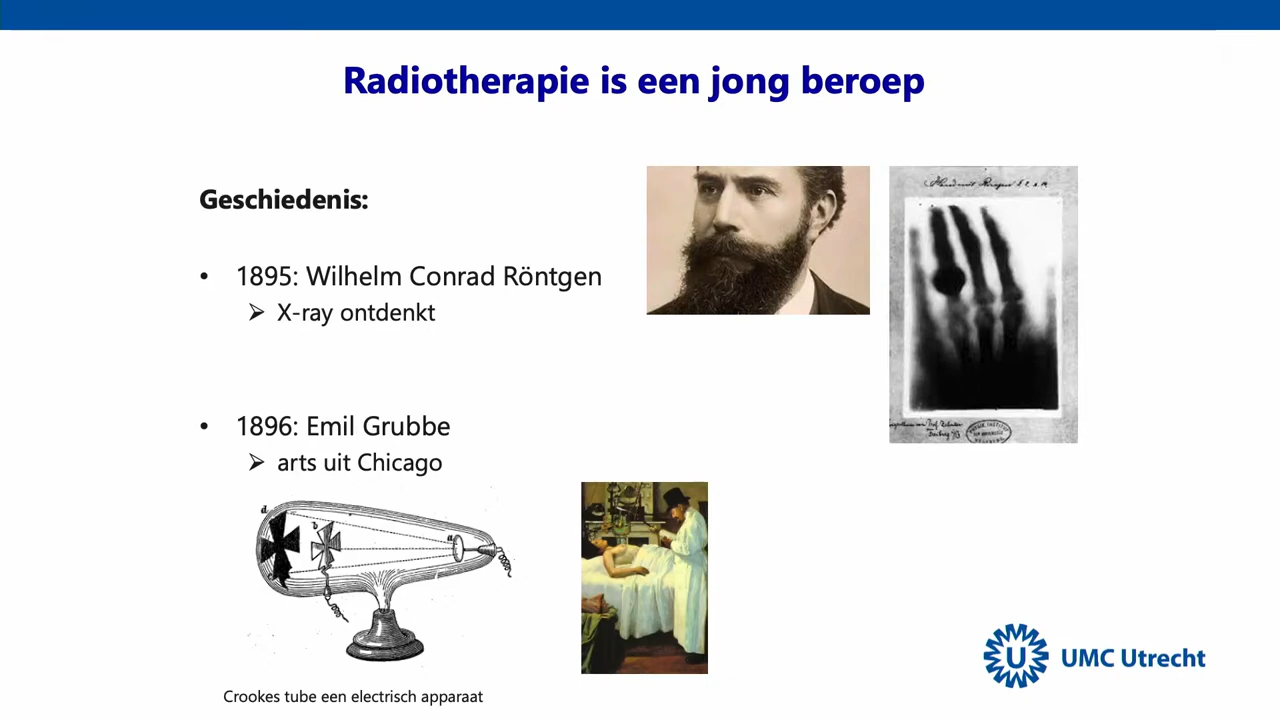 Radiotherapie is een jong beroep
Geschiedenis:
• 1895: Wilhelm Conrad Röntgen
➢ X-ray ontdenkt
• 1896: Emil Grubbe
➢ arts uit Chicago
d
b
a
c
Crookes tube een electrisch apparaat
U UMC Utrecht